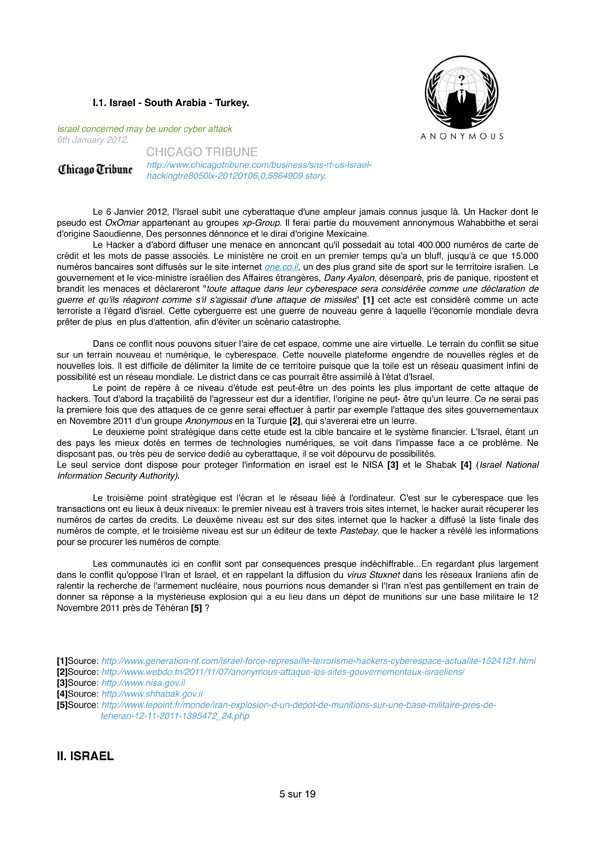 I.1. Israel - South Arabia - Turkey.
?
ANONYMOUS
Israel concerned may be under cyber attack
6th January 2012.
CHICAGO TRIBUNE
Chicago Tribune
http://www.chicagotribune.com/business/sns-rt-us-israel-
hackingtre8050lx-20120106,0,5864909.story.
Le 6 Janvier 2012, l'Israel subit une cyberattaque d'une ampleur jamais connus jusque là. Un Hacker dont le
pseudo est OxOmar appartenant au groupes xp-Group. Il ferai partie du mouvement annonymous Wahabbithe et serai
d'origine Saoudienne, Des personnes dénnonce et le dirai d'origine Mexicaine.
Le Hacker a d'abord diffuser une menace en annoncant qu'il possedait au total 400.000 numéros de carte de
crédit et les mots de passe associés. Le ministère ne croit en un premier temps qu'a un bluff, jusqu'à ce que 15.000
numéros bancaires sont diffusés sur le site internet one.co.il, un des plus grand site de sport sur le terrritoire isralien. Le
gouvernement et le vice-ministre israélien des Affaires étrangères, Dany Ayalon, désenparé, pris de panique, ripostent et
brandit les menaces et déclareront "toute attaque dans leur cyberespace sera considérée comme une déclaration de
guerre et qu'ils réagiront comme s'il s'agissait d'une attaque de missiles" [1] cet acte est considéré comme un acte
terroriste a l'égard d'israel. Cette cyberguerre est une guerre de nouveau genre à laquelle l'économie mondiale devra
prêter de plus en plus d'attention, afin d'éviter un scénario catastrophe.
Dans ce conflit nous pouvons situer l'aire de cet espace, comme une aire virtuelle. Le terrain du conflit se situe
sur un terrain nouveau et numérique, le cyberespace. Cette nouvelle plateforme engendre de nouvelles règles et de
nouvelles lois. Il est difficile de délimiter la limite de ce territoire puisque que la toile est un réseau quasiment infini de
possibilité est un réseau mondiale. Le district dans ce cas pourrait être assimilé à l'état d'Israel.
Le point de repère à ce niveau d'étude est peut-être un des points les plus important de cette attaque de
hackers. Tout d'abord la traçabilité de l'agresseur est dur a identifier, l'origine ne peut- être qu'un leurre. Ce ne serai pas
la premiere fois que des attaques de ce genre serai effectuer à partir par exemple l'attaque des sites gouvernementaux
en Novembre 2011 d'un groupe Anonymous en la Turquie [2], qui s'avererai etre un leurre.
Le deuxieme point stratégique dans cette etude est la cible bancaire et le système financier. L'Israel, étant un
des pays les mieux dotés en termes de technologies numériques, se voit dans l'impasse face a ce problème. Ne
disposant pas, ou très peu de service dedié au cyberattaque, il se voit dépourvu de possibilités.
Le seul service dont dispose pour proteger l'information en israel est le NISA [3] et le Shabak [4] (Israel National
Information Security Authority).
Le troisième point stratégique est l'écran et le réseau liéé à l'ordinateur. C'est sur le cyberespace que les
transactions ont eu lieux à deux niveaux: le premier niveau est à travers trois sites internet, le hacker aurait récuperer les
numéros de cartes de credits. Le deuxème niveau est sur des sites internet que le hacker a diffusé la liste finale des
numéros de compte, et le troisième niveau est sur un éditeur de texte Pastebay, que le hacker a révèlé les informations
pour se procurer les numéros de compte.
Les communautés ici en conflit sont par consequences presque indéchiffrable...En regardant plus largement
dans le conflit qu'oppose l'Iran et Israel, et en rappelant la diffusion du virus Stuxnet dans les réseaux Iraniens afin de
ralentir la recherche de l'armement nucléaire, nous pourrions nous demander si l'Iran n'est pas gentillement en train de
donner sa réponse a la mystèrieuse explosion qui a eu lieu dans un dépot de munitions sur une base militaire le 12
Novembre 2011 près de Téhéran [5] ?
[1]Source: http://www.generation-nt.com/israel-force-represaille-terrorisme-hackers-cyberespace-actualite-1524121.html
[2]Source: http://www.webdo.tn/2011/11/07/anonymous-attaque-les-sites-gouvernementaux-israeliens/
[3]Source: http://www.nisa.gov.il
[4]Source: http://www.shhabak.gov.ii
[5]Source: http://www.lepoint.fr/monde/iran-explosion-d-un-depot-de-munitions-sur-une-base-militaire-pres-de-
teheran-12-11-2011-1395472_24.php
II. ISRAEL
5 sur 19